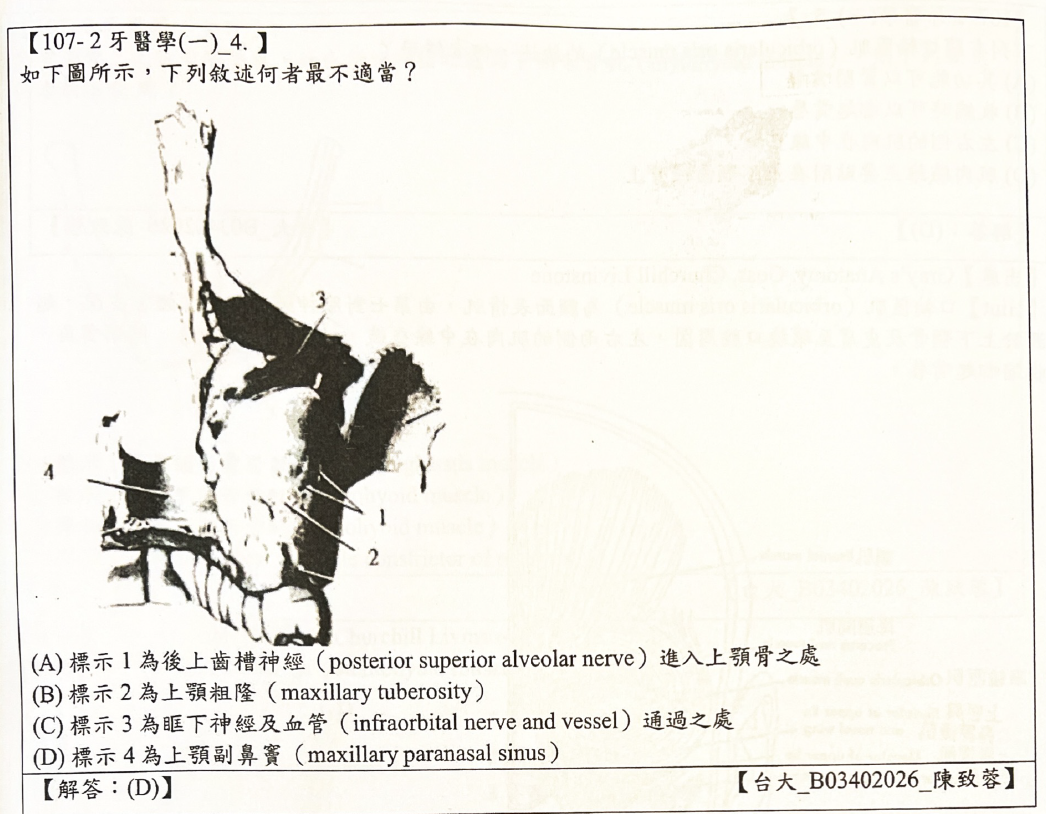 【107-2 牙醫學(一)_4.】
如下圖所示，下列敘述何者最不適當？
3
4
1
2
(A) 標示 1 為後上齒槽神經（posterior superior alveolar nerve）進入上顎骨之處
(B) 標示 2 為上顎粗隆（maxillary tuberosity）
(C) 標示 3 為眶下神經及血管（infraorbital nerve and vessel）通過之處
(D) 標示 4 為上顎副鼻竇（maxillary paranasal sinus）
【解答：(D)】
【台大_B03402026_陳致蓉】